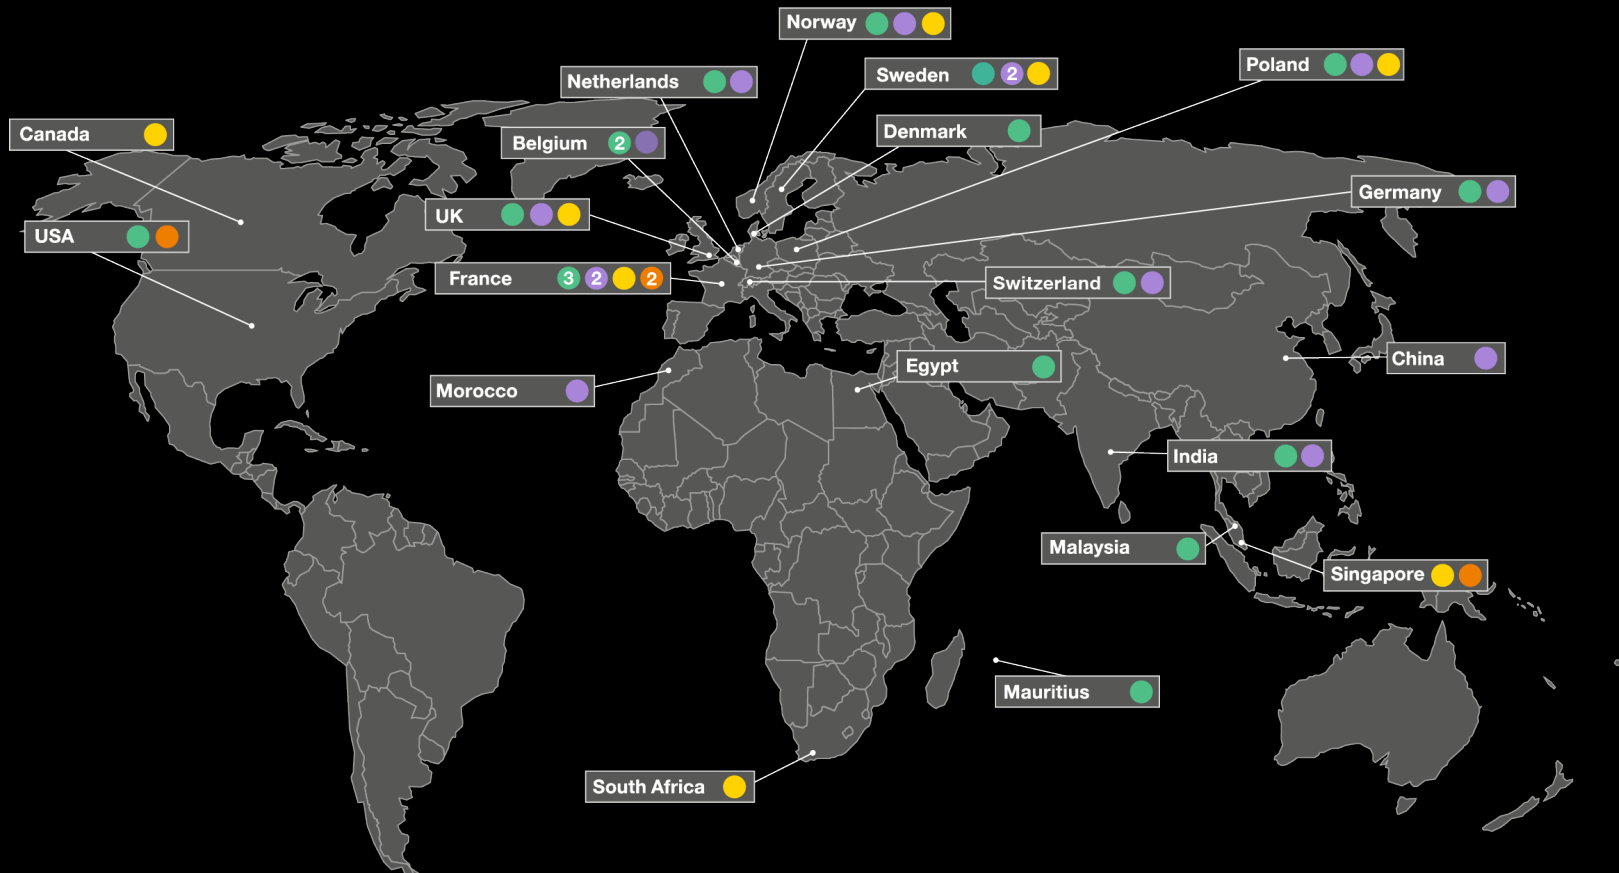 Norway
Sweden 2
Poland
Netherlands
Canada
Denmark
Belgium 2
Germany
UK
USA
France 3 2 2
Switzerland
China
Egypt
Morocco
India
Malaysia
Singapore
Mauritius
South Africa